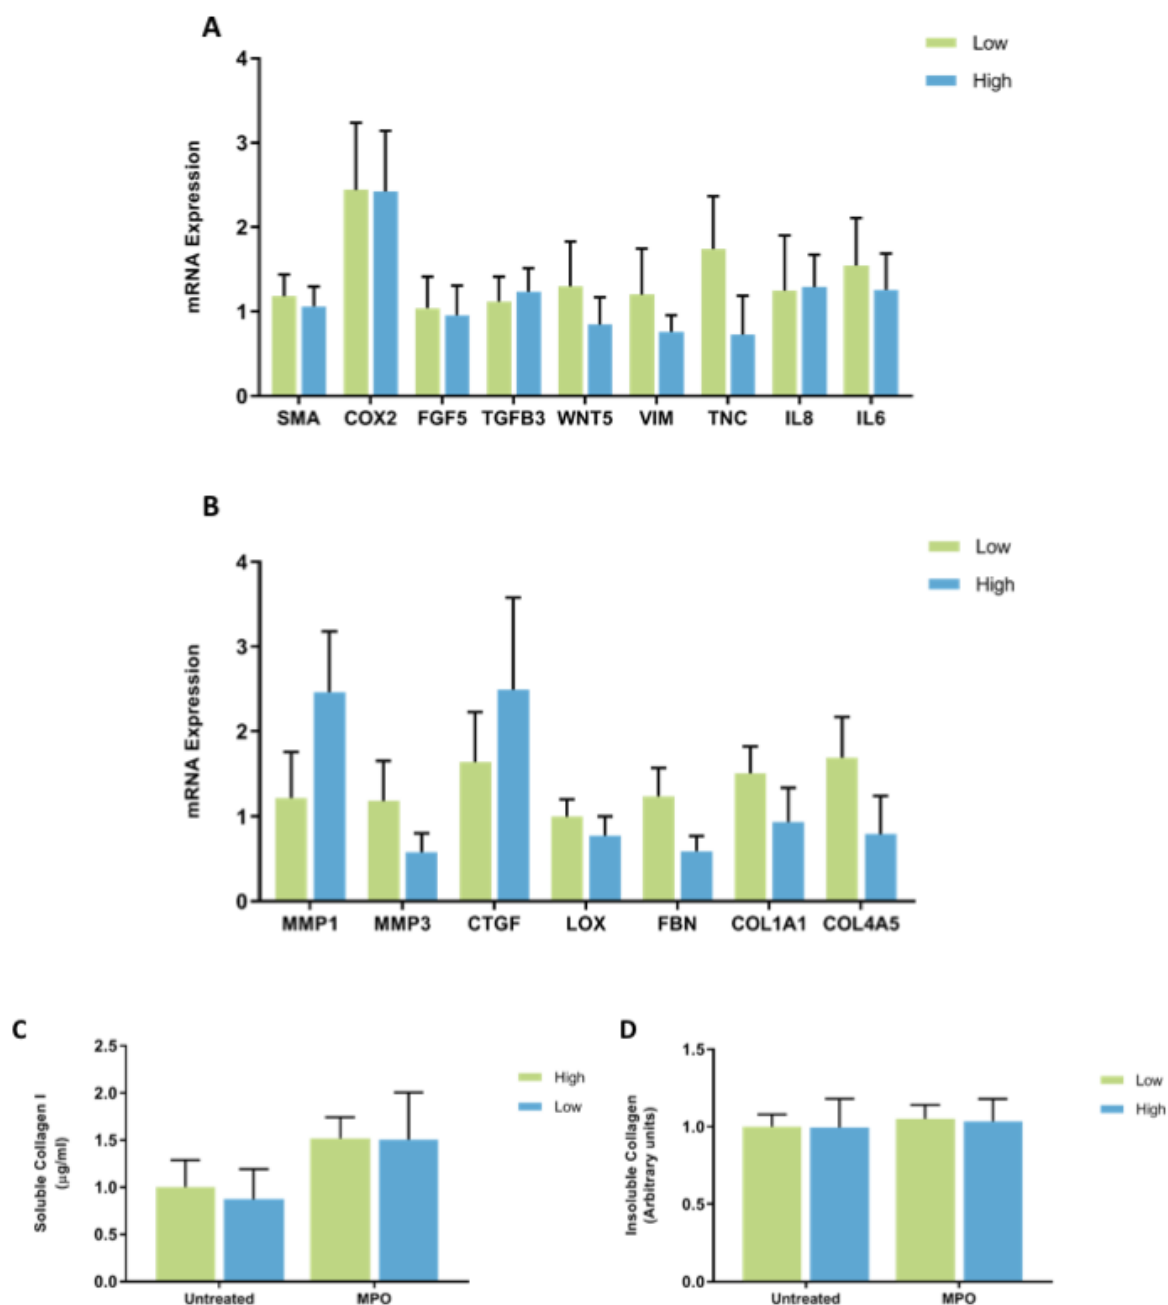 A
Low
High
4
3
2
1
0
mRNA Expression
SMA COX2 FGF5 TGFB3 WNT5 VIM TNC IL8 IL6
B
Low
High
4
3
2
1
0
mRNA Expression
MMP1 MMP3 CTGF LOX FBN COL1A1 COL4A5
C
High
Low
2.5
2.0
1.5
1.0
0.5
0.0
Soluble Collagen I
(µg/ml)
Untreated MPO
D
Low
High
1.5
1.0
0.5
0.0
Insoluble Collagen
(Arbitrary units)
Untreated MPO